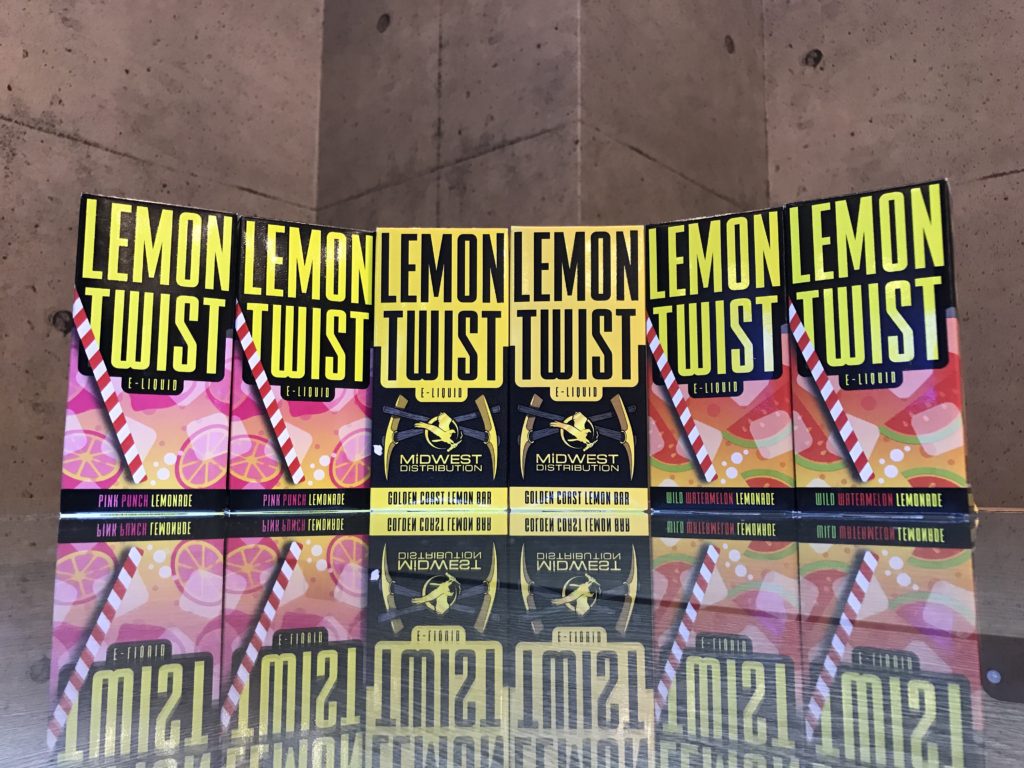 LEMON
TWIST
E-LIQUID
PINK PUNCH LEMONADE
LEMON
TWIST
E-LIQUID
PINK PUNCH LEMONADE
LEMON
TWIST
E-LIQUID
MiDWEST
DISTRIBUTION
GOLDEN COAST LEMON BAR
LEMON
TWIST
E-LIQUID
MiDWEST
DISTRIBUTION
GOLDEN COAST LEMON BAR
LEMON
TWIST
E-LIQUID
WILD WATERMELON LEMONADE
LEMON
TWIST
E-LIQUID
WILD WATERMELON LEMONADE